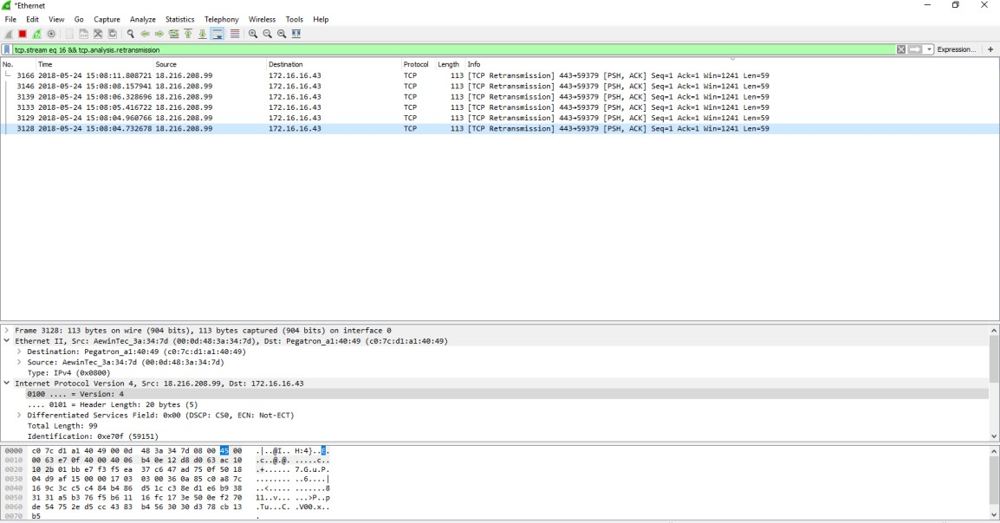 *Ethernet
File Edit View Go Capture Analyze Statistics Telephony Wireless Tools Help
tcp.stream eq 16 && tcp.analysis.retransmission Expression... +
No. Time Source Destination Protocol Length Info
3166 2018-05-24 15:08:11.808721 18.216.208.99 172.16.16.43 TCP 113 [TCP Retransmission] 443→59379 [PSH, ACK] Seq=1 Ack=1 Win=1241 Len=59
3146 2018-05-24 15:08:08.157941 18.216.208.99 172.16.16.43 TCP 113 [TCP Retransmission] 443→59379 [PSH, ACK] Seq=1 Ack=1 Win=1241 Len=59
3139 2018-05-24 15:08:06.328696 18.216.208.99 172.16.16.43 TCP 113 [TCP Retransmission] 443→59379 [PSH, ACK] Seq=1 Ack=1 Win=1241 Len=59
3133 2018-05-24 15:08:05.416722 18.216.208.99 172.16.16.43 TCP 113 [TCP Retransmission] 443→59379 [PSH, ACK] Seq=1 Ack=1 Win=1241 Len=59
3129 2018-05-24 15:08:04.960766 18.216.208.99 172.16.16.43 TCP 113 [TCP Retransmission] 443→59379 [PSH, ACK] Seq=1 Ack=1 Win=1241 Len=59
3128 2018-05-24 15:08:04.732678 18.216.208.99 172.16.16.43 TCP 113 [TCP Retransmission] 443→59379 [PSH, ACK] Seq=1 Ack=1 Win=1241 Len=59
Frame 3128: 113 bytes on wire (904 bits), 113 bytes captured (904 bits) on interface 0
Ethernet II, Src: AewinTec_3a:34:7d (00:0d:48:3a:34:7d), Dst: Pegatron_a1:40:49 (c0:7c:d1:a1:40:49)
Destination: Pegatron_a1:40:49 (c0:7c:d1:a1:40:49)
Source: AewinTec_3a:34:7d (00:0d:48:3a:34:7d)
Type: IPv4 (0x0800)
Internet Protocol Version 4, Src: 18.216.208.99, Dst: 172.16.16.43
0100 .... = Version: 4
.... 0101 = Header Length: 20 bytes (5)
Differentiated Services Field: 0x00 (DSCP: CS0, ECN: Not-ECT)
Total Length: 99
Identification: 0xe70f (59151)
0000 c0 7c d1 a1 40 49 00 0d 48 3a 34 7d 08 00 45 00 .|..@I.. H:4}..E.
0010 00 63 e7 0f 40 00 40 06 b4 0e 12 d8 d0 63 ac 10 .c..@.@. .....c..
0020 10 2b 01 bb e7 f3 f5 ea 37 c6 47 ad 75 0f 50 18 .+...... 7.G.u.P.
0030 04 d9 af 15 00 00 17 03 03 00 36 0a 85 c0 a8 7c ........ ..6....|
0040 16 9c 3c c5 c4 84 b4 86 d5 1c c3 8e d1 e6 b9 38 ..<..... .......8
0050 31 31 a5 b3 76 f5 b6 11 16 fc 17 3e 50 0e f2 70 11..v... ...>P..p
0060 de 54 75 2e d5 cc 43 83 b4 56 30 30 d3 78 cb 13 .Tu...C. .V00.x..
0070 b5 .